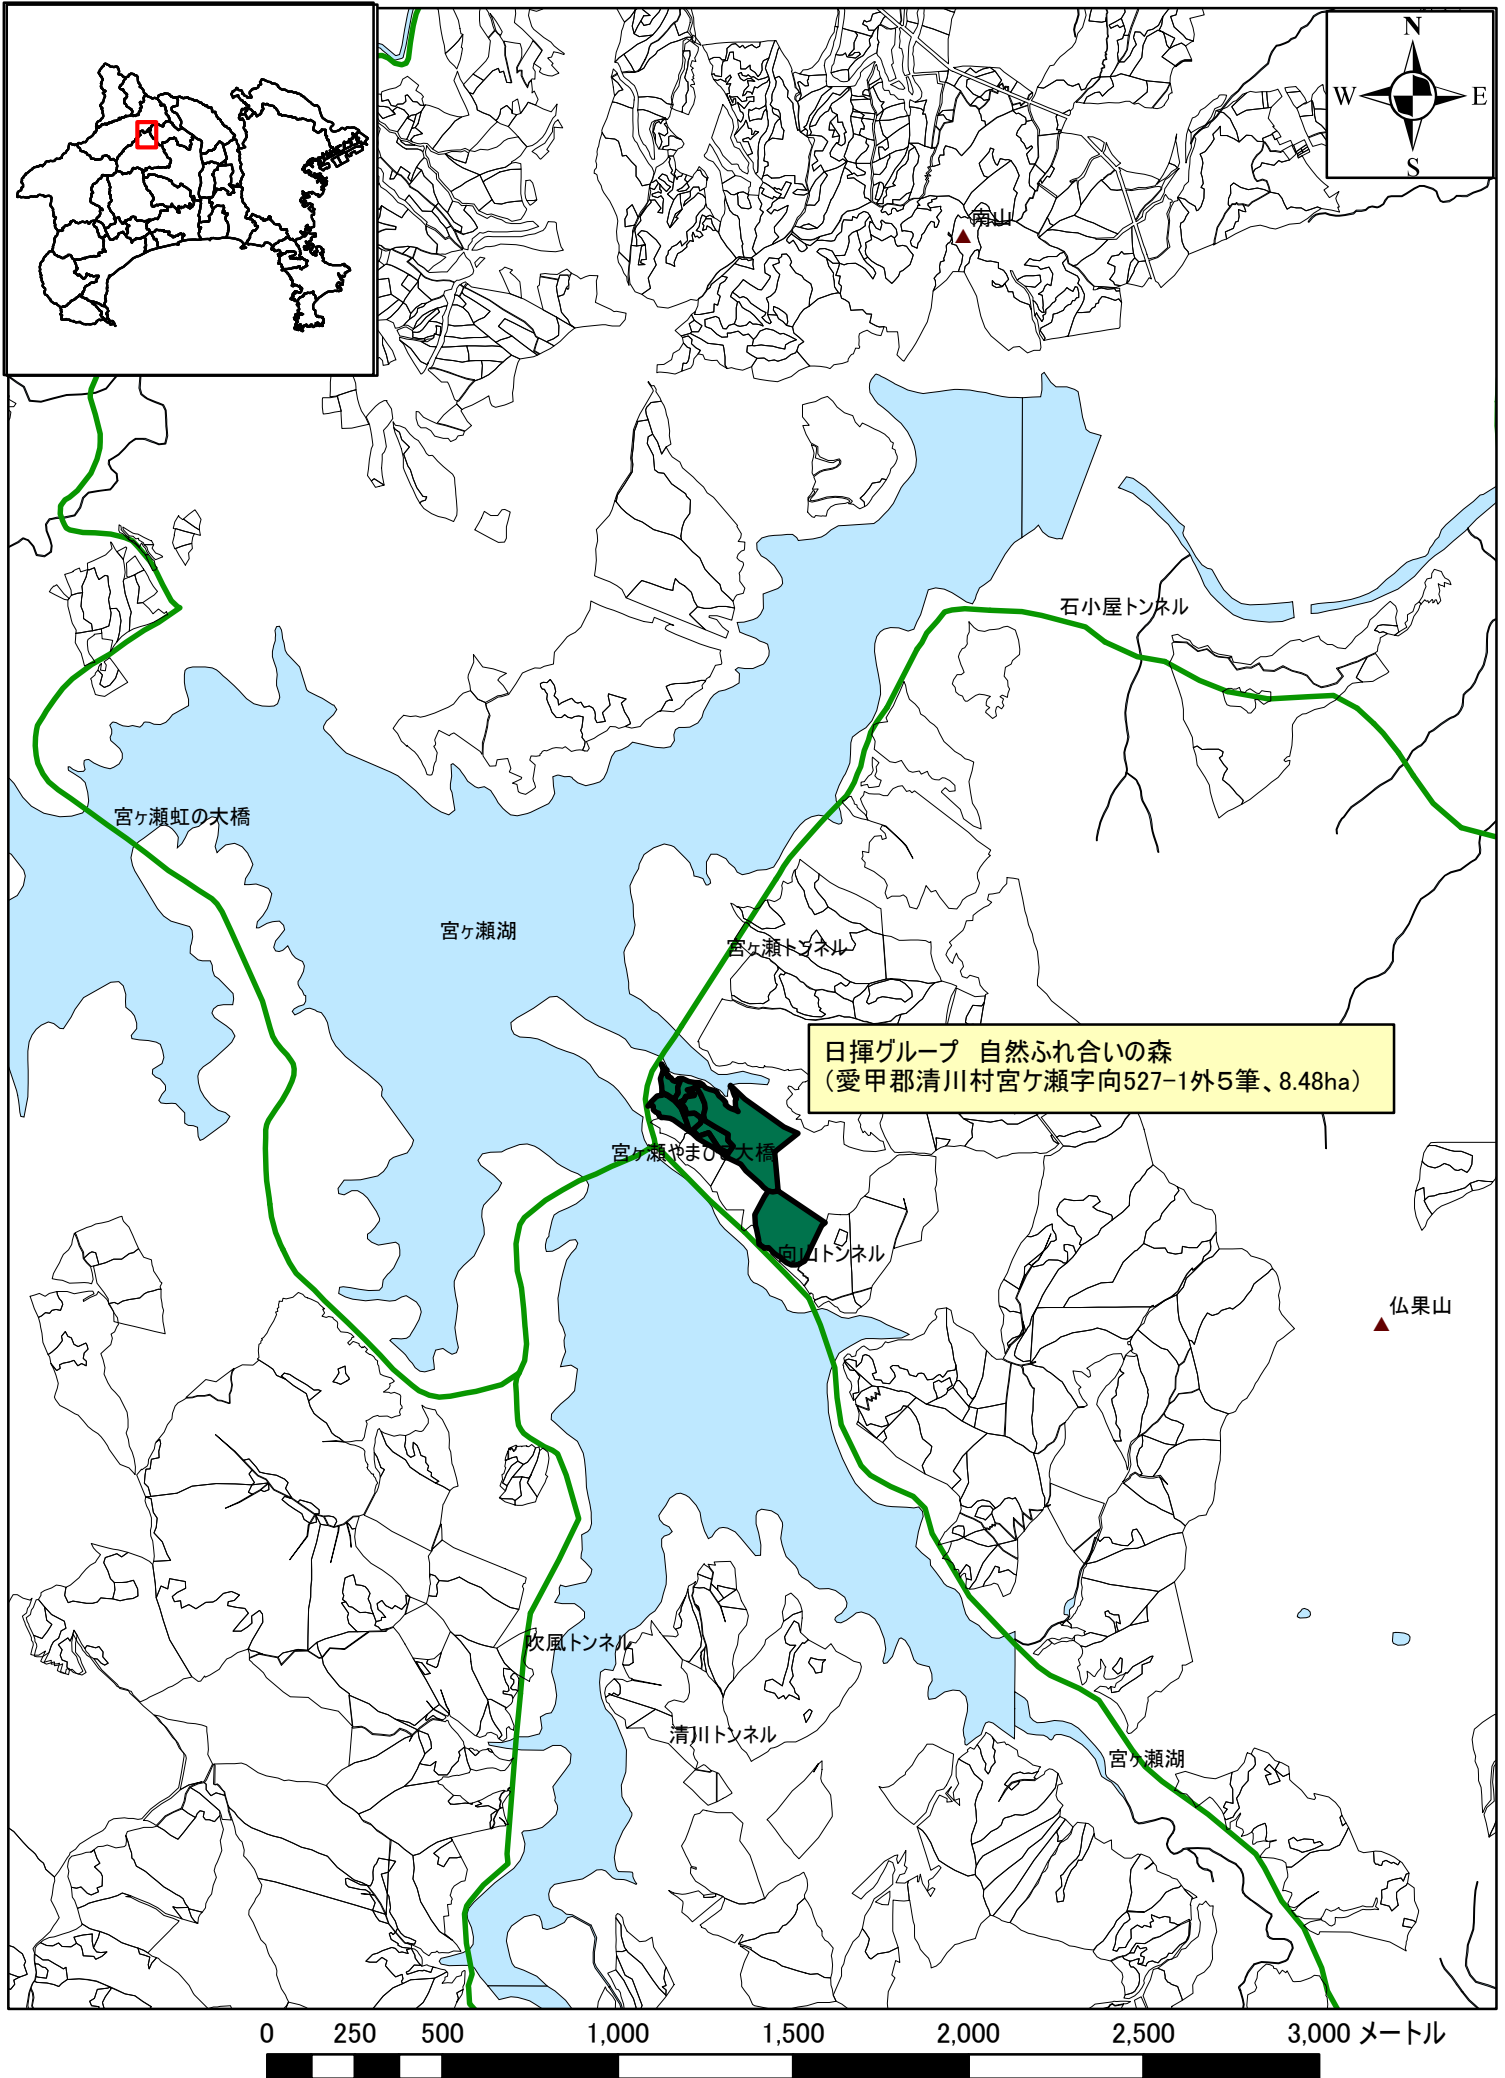 N
W E
S
南山
石小屋トンネル
宮ヶ瀬虹の大橋
宮ヶ瀬湖
宮ヶ瀬トンネル
日揮グループ 自然ふれ合いの森
（愛甲郡清川村宮ケ瀬字向527-1外5筆、8.48ha）
宮ヶ瀬やまびこ大橋
向山トンネル
仏果山
吹風トンネル
清川トンネル
宮ヶ瀬湖
0 250 500 1,000 1,500 2,000 2,500 3,000 メートル